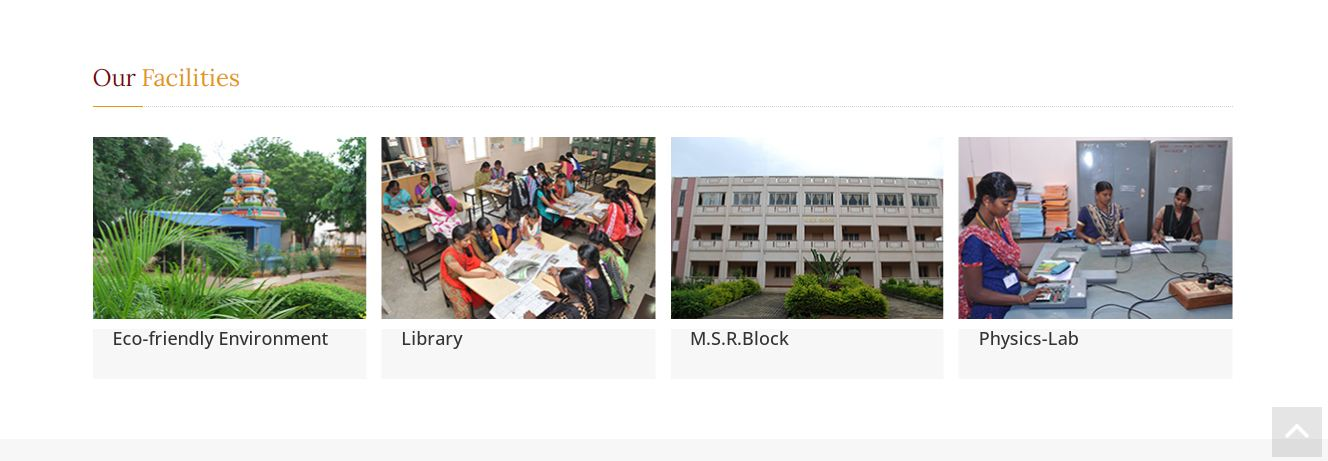 Our Facilities
Eco-friendly Environment
Library
M.S.R.Block
Physics-Lab